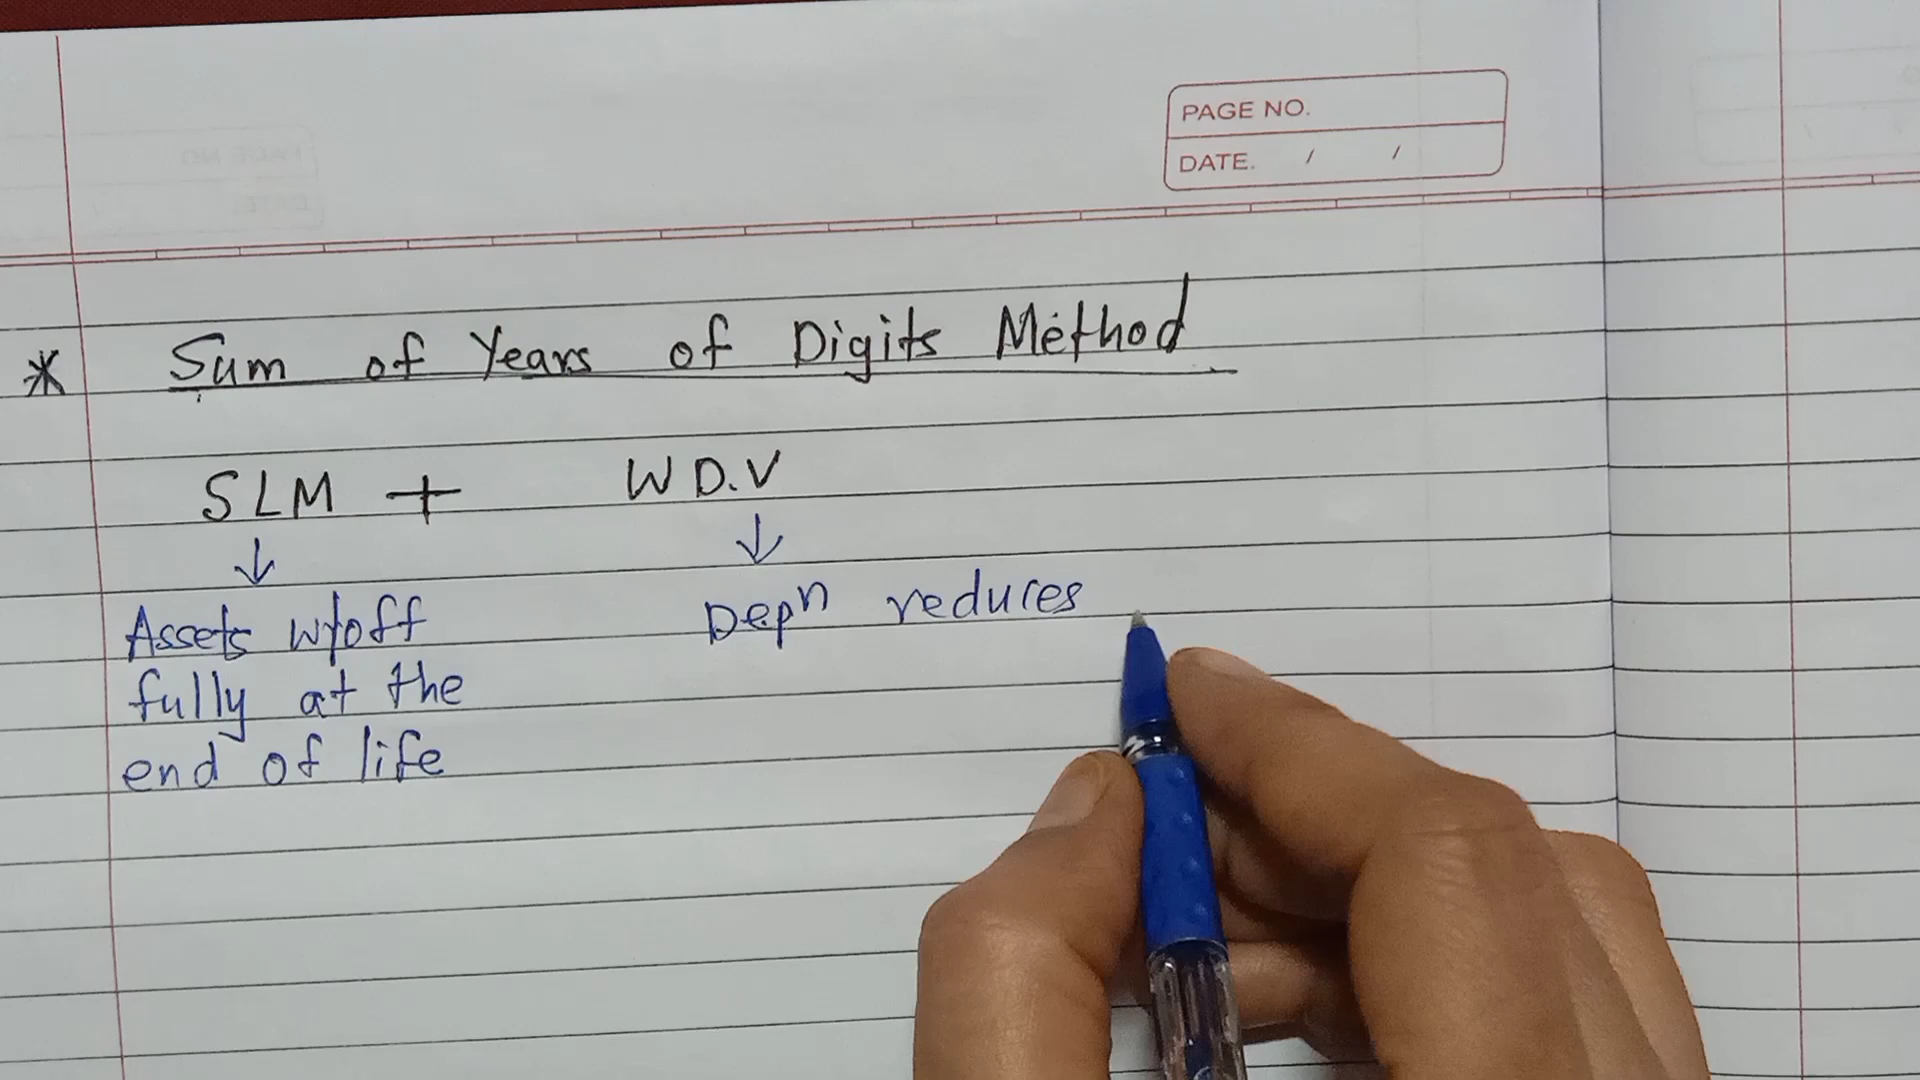 PAGE NO.
DATE. / /
* Sum of Years of Digits Method
SLM + W D.V
↓ ↓
Assets w/off Depⁿ reduces
fully at the
end of life